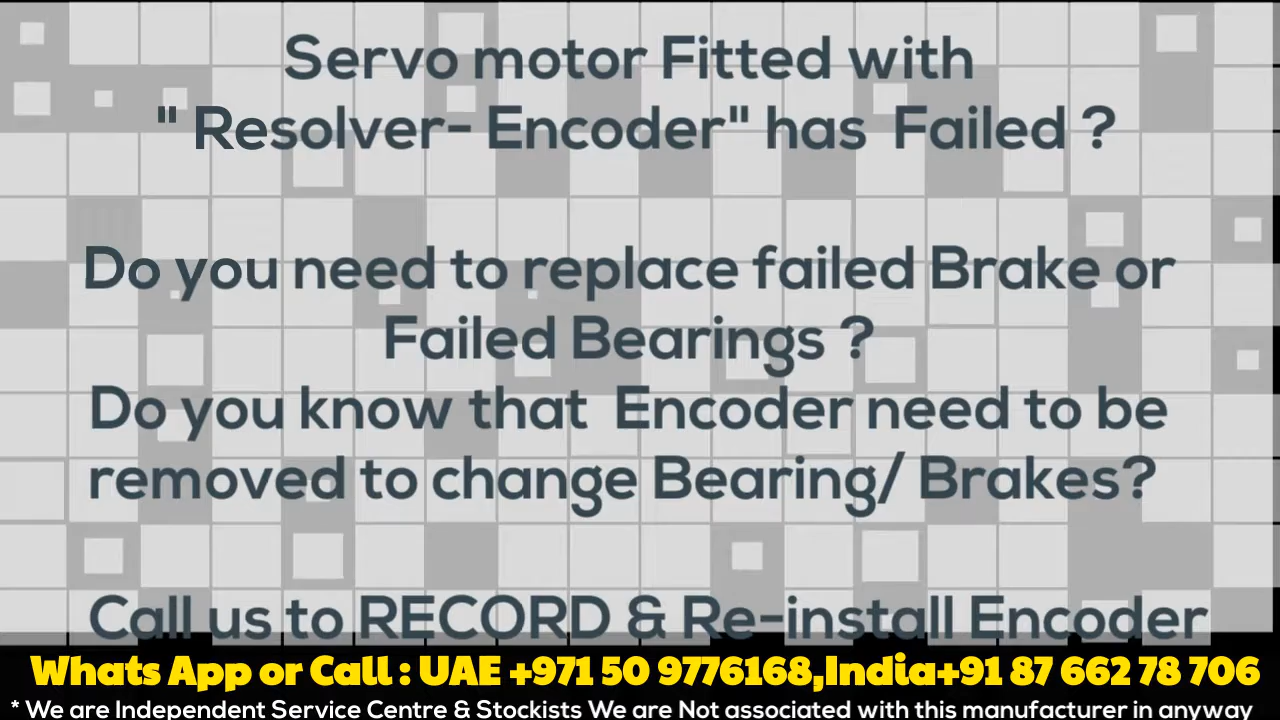 Servo motor Fitted with
" Resolver- Encoder" has Failed ?
Do you need to replace failed Brake or
Failed Bearings ?
Do you know that Encoder need to be
removed to change Bearing/ Brakes?
Call us to RECORD & Re-install Encoder
Whats App or Call : UAE +971 50 9776168,India+91 87 662 78 706
* We are Independent Service Centre & Stockists We are Not associated with this manufacturer in anyway